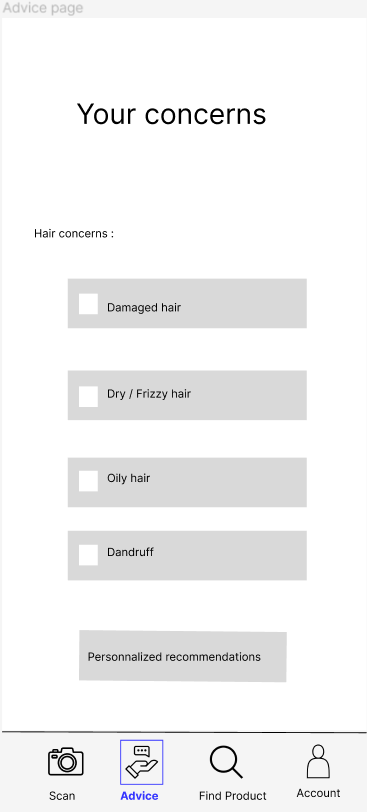 Advice page
Your concerns
Hair concerns :
Damaged hair
Dry / Frizzy hair
Oily hair
Dandruff
Personnalized recommendations
Scan
Advice
Find Product
Account